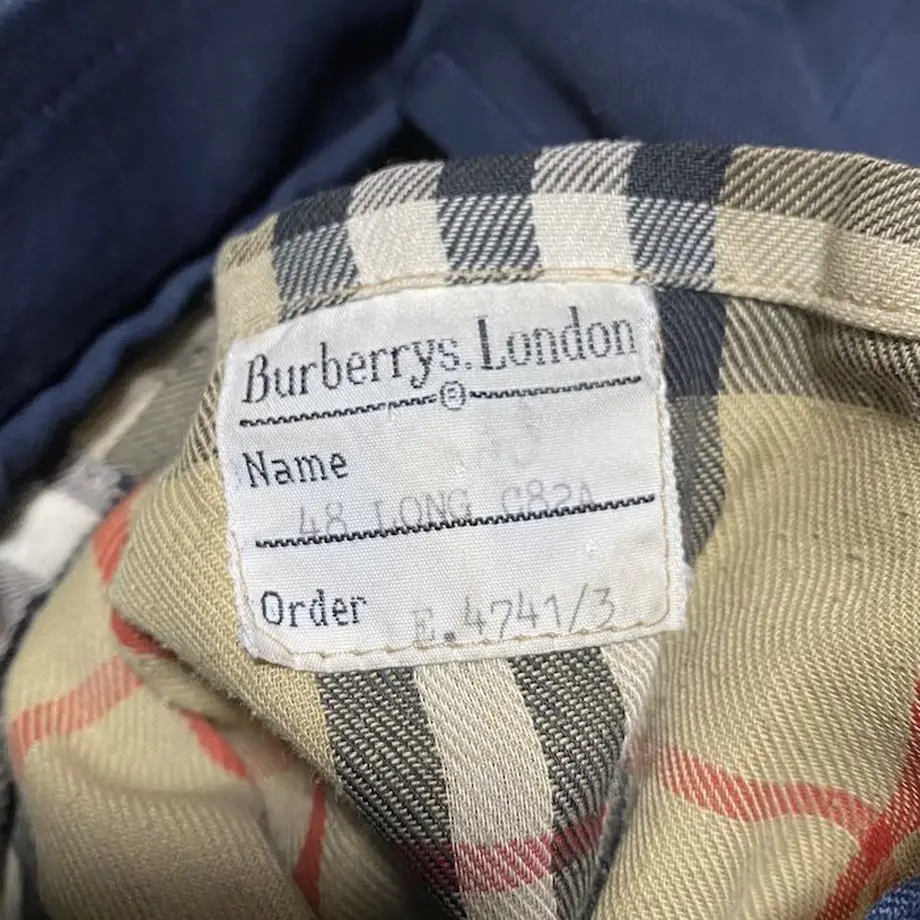 Burberrys. London
®
Name
48 LONG C82A
Order E.4741/3